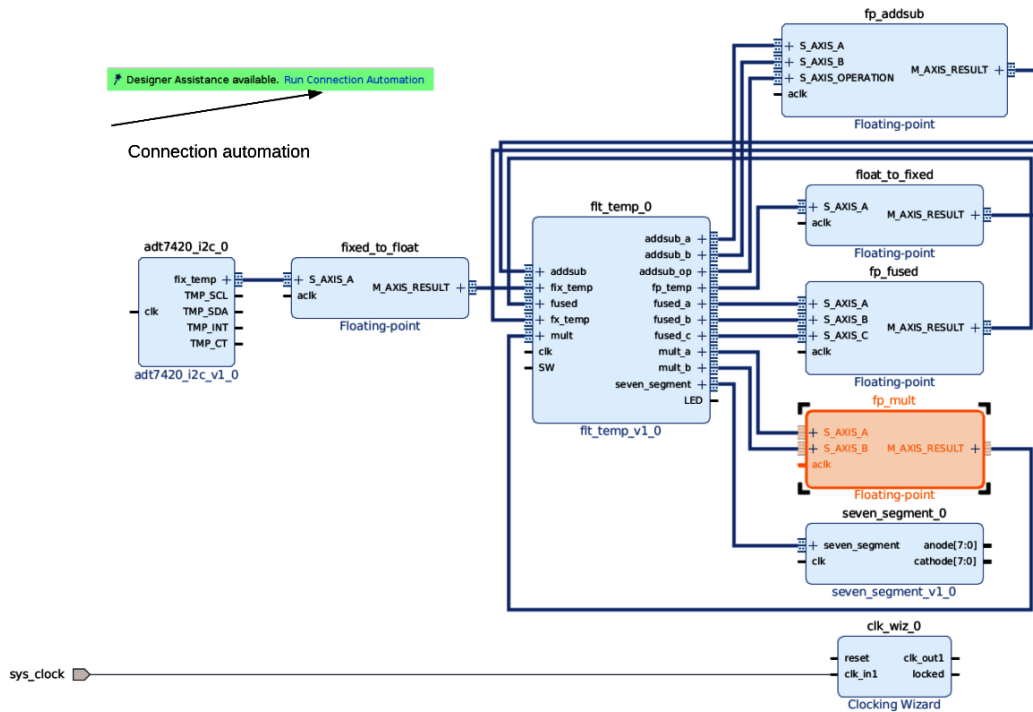 fp_addsub
S_AXIS_A
S_AXIS_B
S_AXIS_OPERATION
aclk
M_AXIS_RESULT
Floating-point
Designer Assistance available. Run Connection Automation
Connection automation
float_to_fixed
S_AXIS_A
aclk
M_AXIS_RESULT
Floating-point
adt7420_i2c_0
fix_temp
TMP_SCL
clk
TMP_SDA
TMP_INT
TMP_CT
adt7420_i2c_v1_0
fixed_to_float
S_AXIS_A
aclk
M_AXIS_RESULT
Floating-point
flt_temp_0
addsub
fix_temp
fused
fx_temp
mult
clk
SW
addsub_a
addsub_b
addsub_op
fp_temp
fused_a
fused_b
fused_c
mult_a
mult_b
seven_segment
LED
flt_temp_v1_0
fp_fused
S_AXIS_A
S_AXIS_B
S_AXIS_C
aclk
M_AXIS_RESULT
Floating-point
fp_mult
S_AXIS_A
S_AXIS_B
aclk
M_AXIS_RESULT
Floating-point
seven_segment_0
seven_segment
clk
anode[7:0]
cathode[7:0]
seven_segment_v1_0
sys_clock
clk_wiz_0
reset
clk_in1
clk_out1
locked
Clocking Wizard